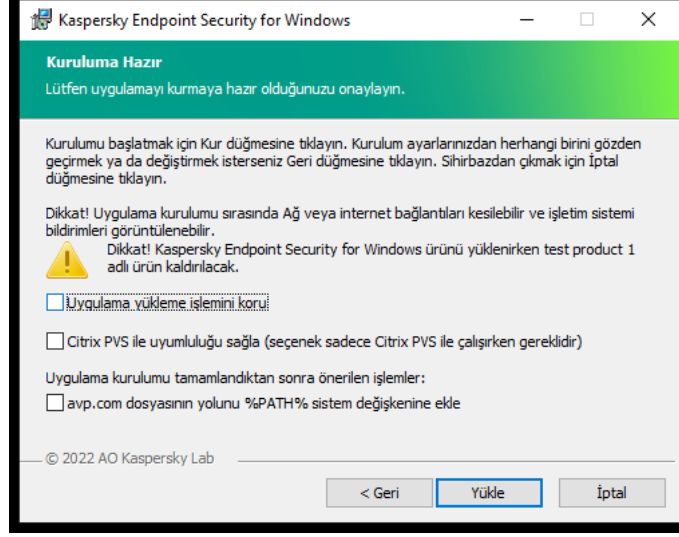 Kaspersky Endpoint Security for Windows
Kuruluma Hazır
Lütfen uygulamayı kurmaya hazır olduğunuzu onaylayın.
Kurulumu başlatmak için Kur düğmesine tıklayın. Kurulum ayarlarınızdan herhangi birini gözden
geçirmek ya da değiştirmek isterseniz Geri düğmesine tıklayın. Sihirbazdan çıkmak için İptal
düğmesine tıklayın.
Dikkat! Uygulama kurulumu sırasında Ağ veya internet bağlantıları kesilebilir ve işletim sistemi
bildirimleri görüntülenebilir.
Dikkat! Kaspersky Endpoint Security for Windows ürünü yüklenirken test product 1
adlı ürün kaldırılacak.
Uygulama yükleme işlemini koru
Citrix PVS ile uyumluluğu sağla (seçenek sadece Citrix PVS ile çalışırken gereklidir)
Uygulama kurulumu tamamlandıktan sonra önerilen işlemler:
avp.com dosyasının yolunu %PATH% sistem değişkenine ekle
© 2022 AO Kaspersky Lab
< Geri
Yükle
İptal